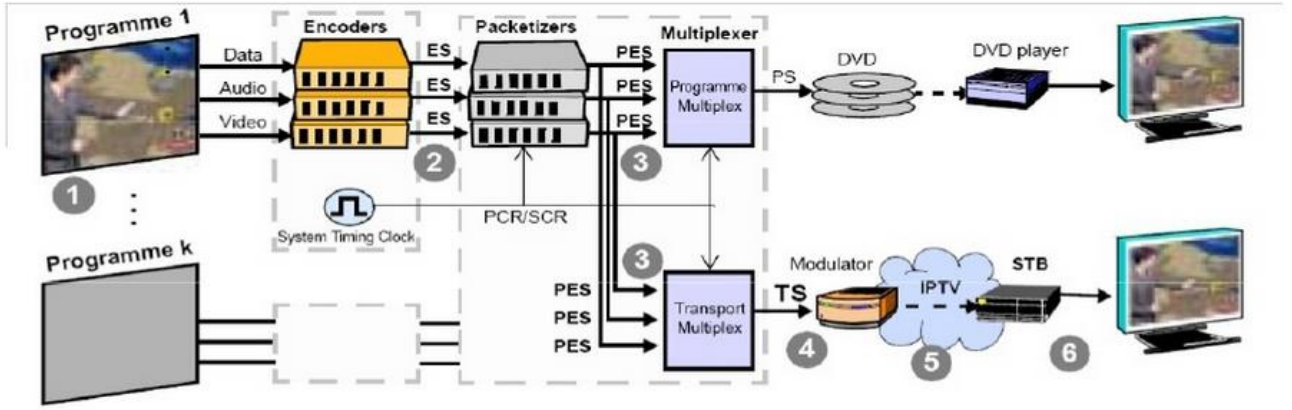 Programme 1
Encoders
Packetizers
Multiplexer
Data
Audio
Video
ES
ES
ES
PES
PES
PES
Programme
Multiplex
PS
DVD
DVD player
1
2
3
System Timing Clock
PCR/SCR
Programme k
3
PES
PES
PES
Transport
Multiplex
TS
Modulator
IPTV
STB
4
5
6